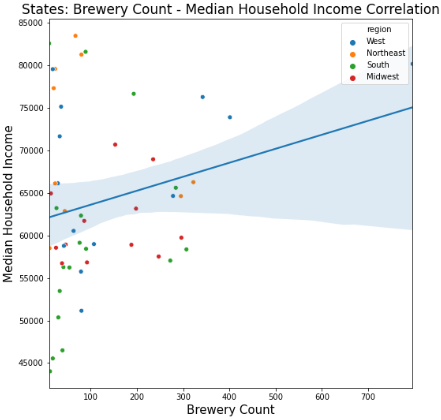 States: Brewery Count - Median Household Income Correlation
85000
80000
75000
70000
65000
60000
55000
50000
45000
Median Household Income
region
West
Northeast
South
Midwest
100
200
300
400
500
600
700
Brewery Count